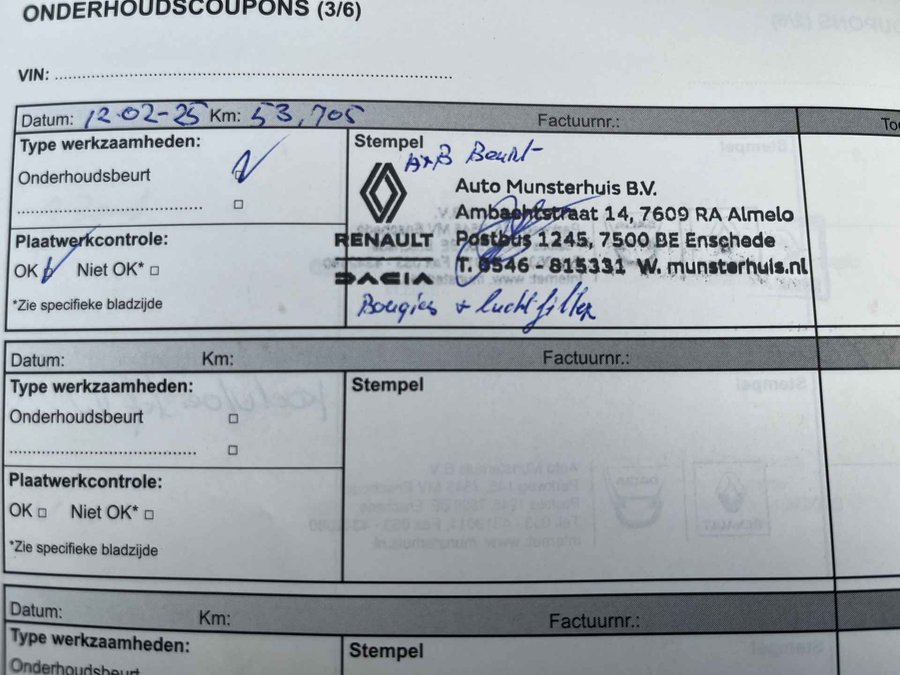 ONDERHOUDSCOUPONS (3/6)
VIN: ..........................................................................
Datum: 12-02-25 Km: 53,705 Factuurnr.:
Type werkzaamheden:
Onderhoudsbeurt
Plaatwerkcontrole:
OK Niet OK*
*Zie specifieke bladzijde
Stempel
A+B Beurt
Auto Munsterhuis B.V.
Ambachtstraat 14, 7609 RA Almelo
RENAULT Postbus 1245, 7500 BE Enschede
DACIA T. 0546 - 815331 W. munsterhuis.nl
Bougies + luchtfilter
Datum: Km: Factuurnr.:
Type werkzaamheden:
Onderhoudsbeurt
Plaatwerkcontrole:
OK Niet OK*
*Zie specifieke bladzijde
Stempel
Datum: Km: Factuurnr.:
Type werkzaamheden:
Onderhoudsbeurt
Stempel